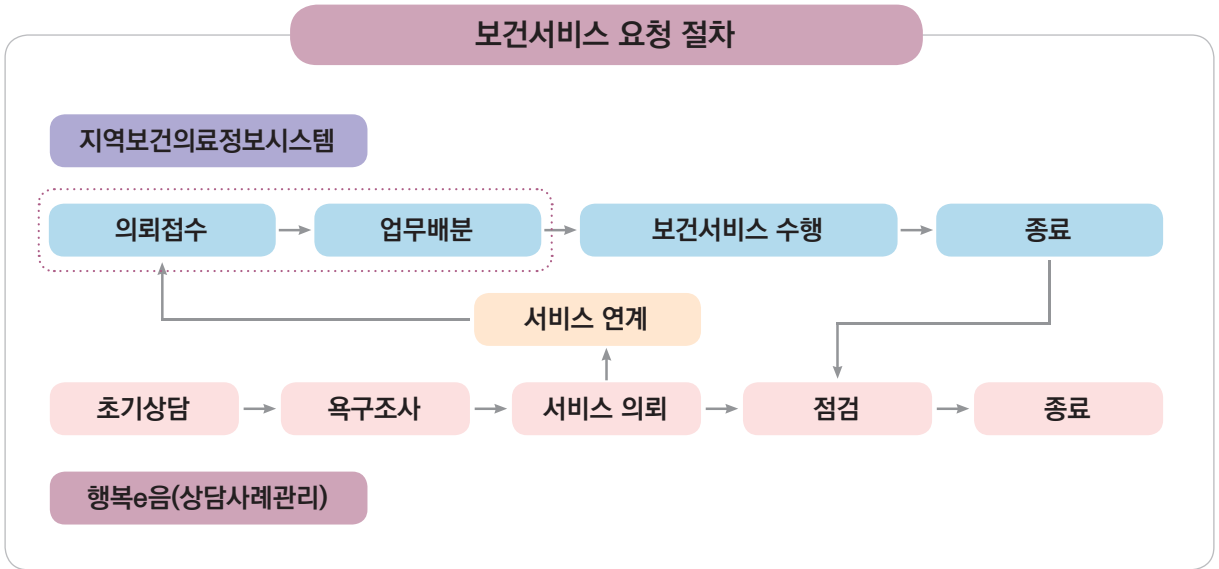 보건서비스 요청 절차
지역보건의료정보시스템
의뢰접수
업무배분
보건서비스 수행
종료
서비스 연계
초기상담
욕구조사
서비스 의뢰
점검
종료
행복e음(상담사례관리)